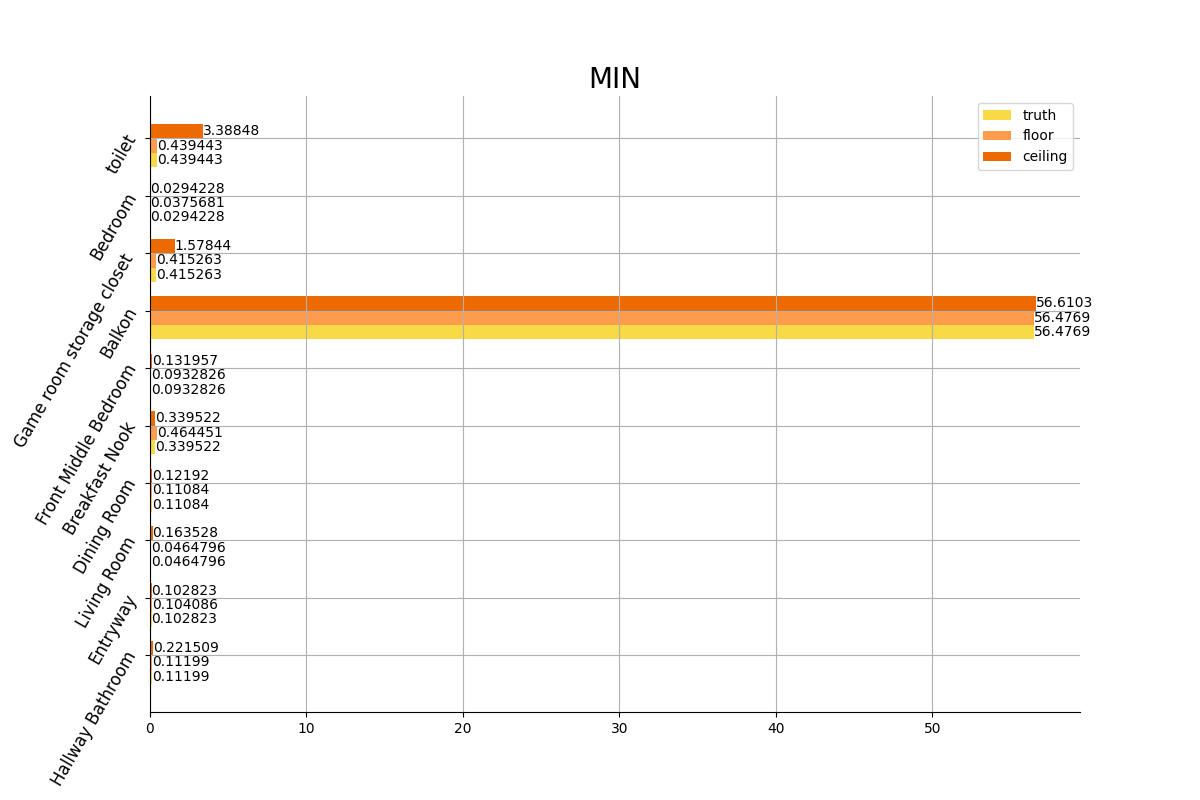 MIN
truth
floor
ceiling
toilet
3.38848
0.439443
0.439443
Bedroom
0.0294228
0.0375681
0.0294228
Game room storage closet
1.57844
0.415263
0.415263
Balkon
56.6103
56.4769
56.4769
Front Middle Bedroom
0.131957
0.0932826
0.0932826
Breakfast Nook
0.339522
0.464451
0.339522
Dining Room
0.12192
0.11084
0.11084
Living Room
0.163528
0.0464796
0.0464796
Entryway
0.102823
0.104086
0.102823
Hallway Bathroom
0.221509
0.11199
0.11199
0 10 20 30 40 50